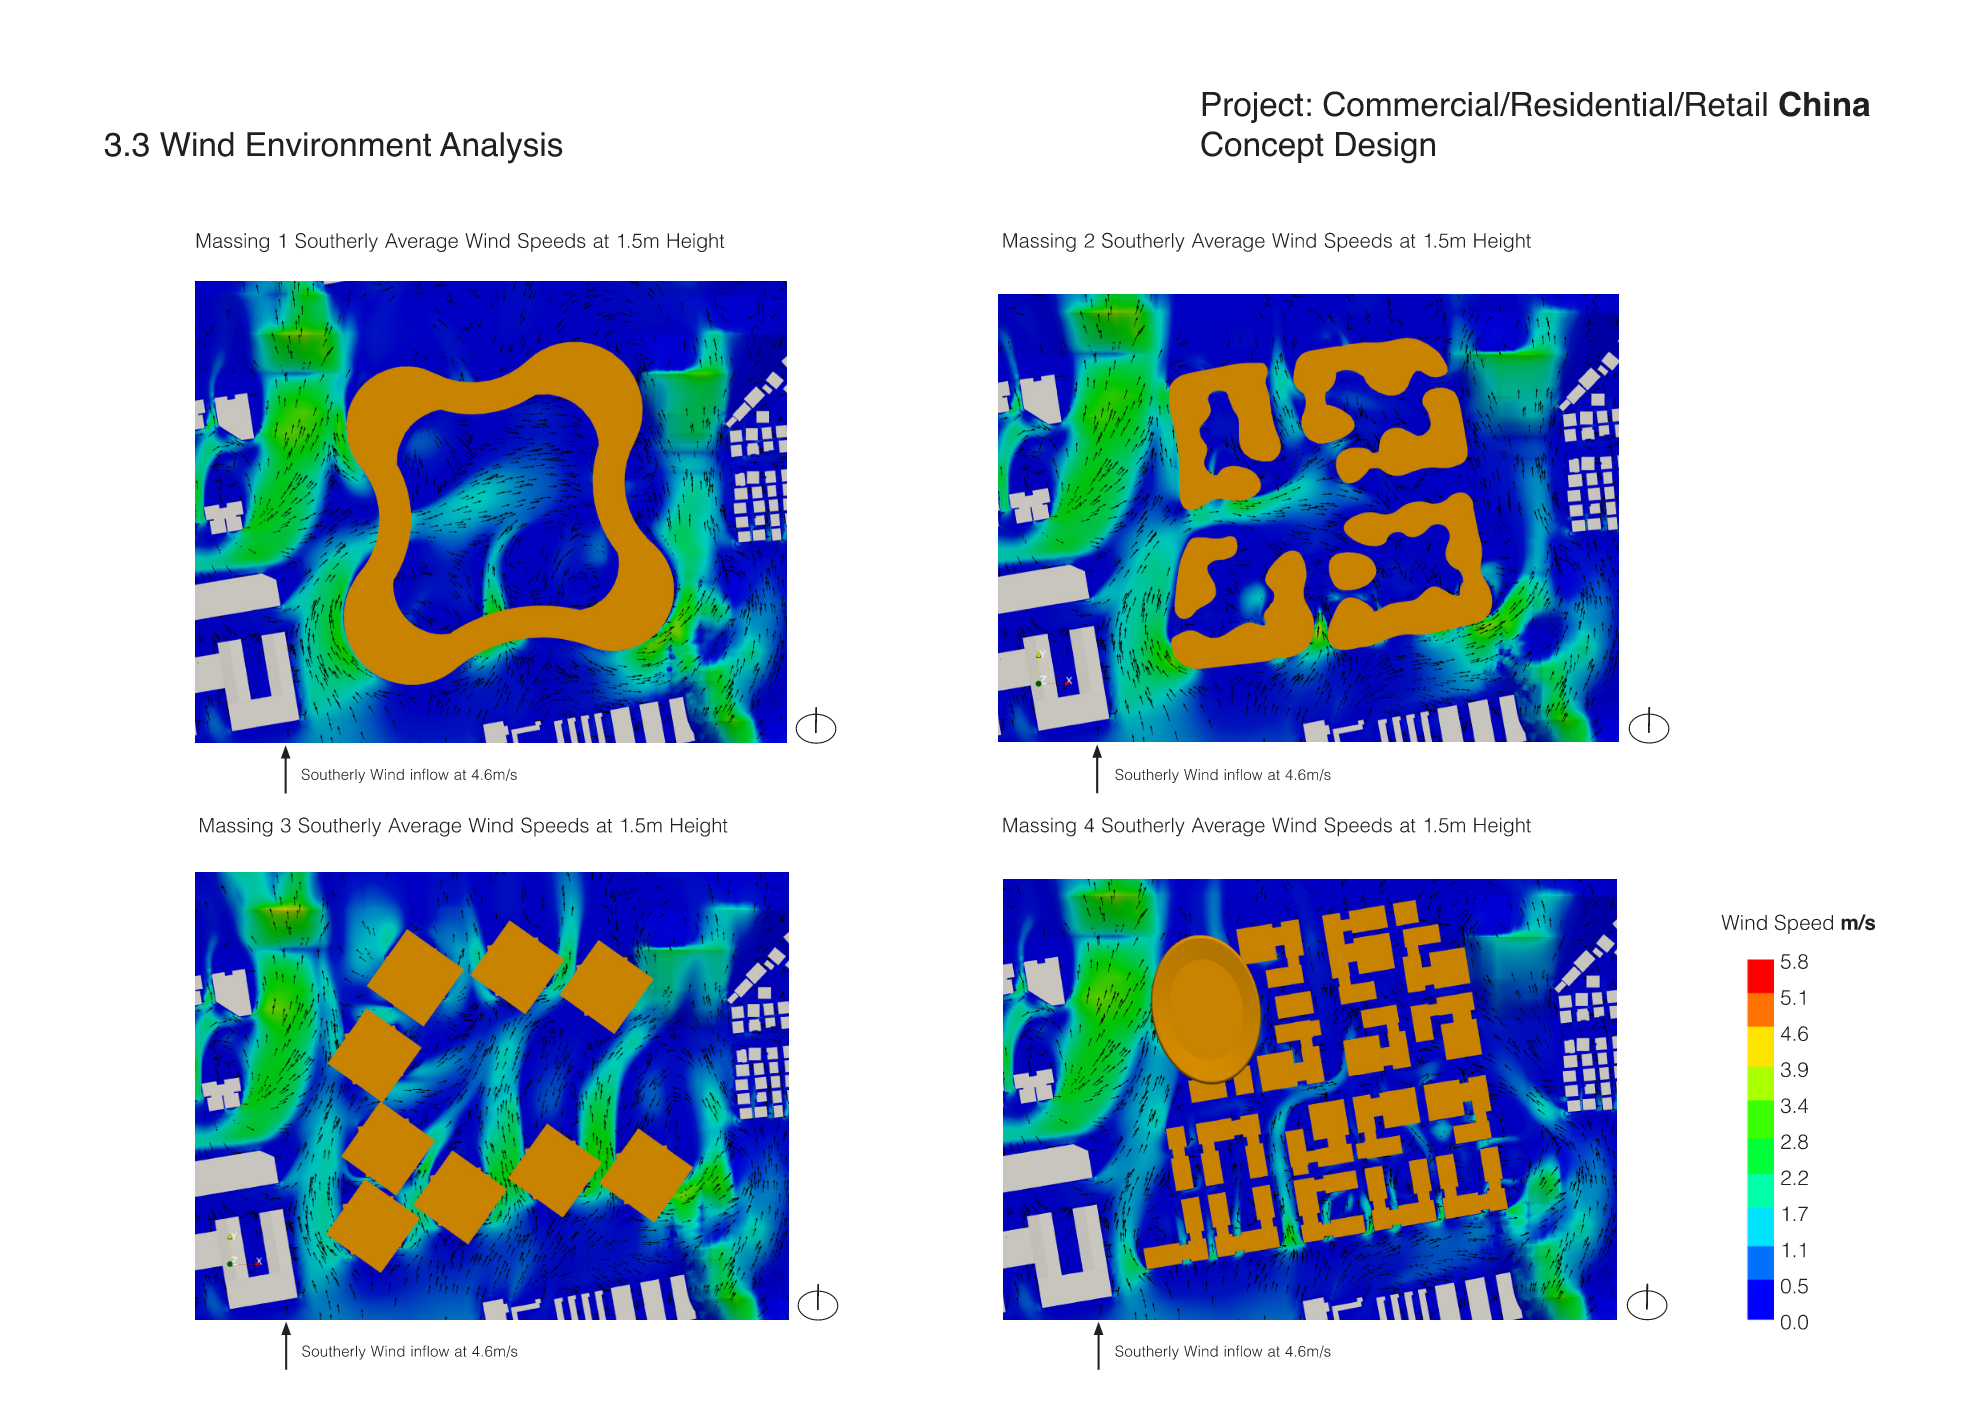 Project: Commercial/Residential/Retail China
3.3 Wind Environment Analysis
Concept Design
Massing 1 Southerly Average Wind Speeds at 1.5m Height
Massing 2 Southerly Average Wind Speeds at 1.5m Height
Y
Z X
Southerly Wind inflow at 4.6m/s
Southerly Wind inflow at 4.6m/s
Massing 3 Southerly Average Wind Speeds at 1.5m Height
Massing 4 Southerly Average Wind Speeds at 1.5m Height
Wind Speed m/s
5.8
5.1
4.6
3.9
3.4
2.8
2.2
1.7
1.1
0.5
0.0
Y
Z X
Southerly Wind inflow at 4.6m/s
Southerly Wind inflow at 4.6m/s